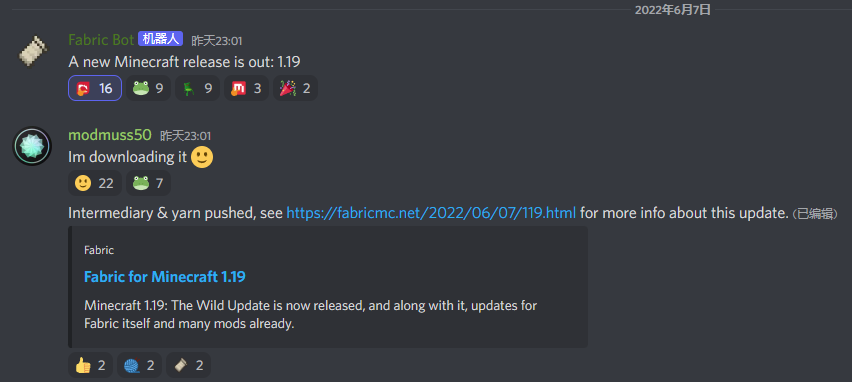 2022年6月7日
Fabric Bot 机器人 昨天23:01
A new Minecraft release is out: 1.19
16 9 9 3 2
modmuss50 昨天23:01
Im downloading it 🙂
22 7
Intermediary & yarn pushed, see https://fabricmc.net/2022/06/07/119.html for more info about this update. (已编辑)
Fabric
Fabric for Minecraft 1.19
Minecraft 1.19: The Wild Update is now released, and along with it, updates for
Fabric itself and many mods already.
2 2 2